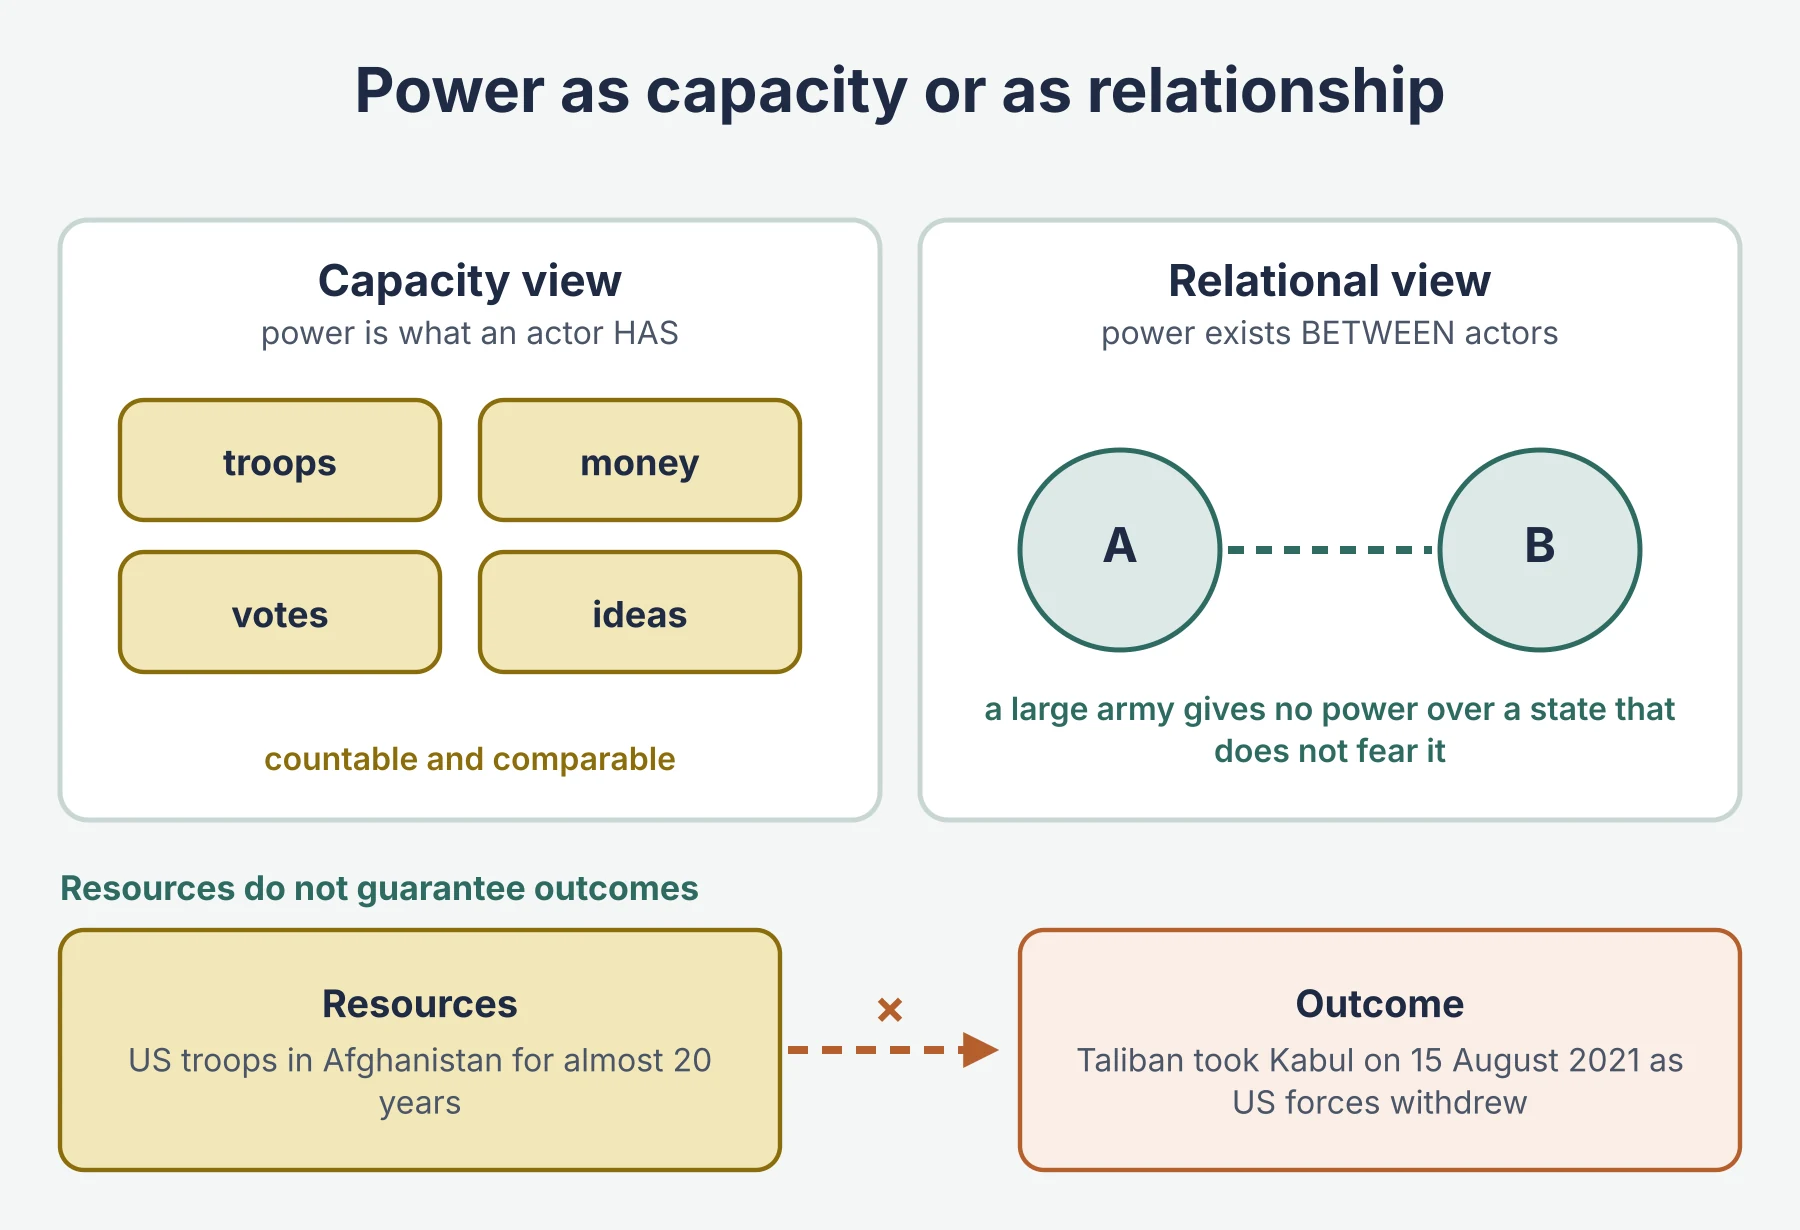 Power as capacity or as relationship
Capacity view
power is what an actor HAS
troops
money
votes
ideas
countable and comparable
Relational view
power exists BETWEEN actors
A
B
a large army gives no power over a state that
does not fear it
Resources do not guarantee outcomes
Resources
US troops in Afghanistan for almost 20
years
×
Outcome
Taliban took Kabul on 15 August 2021 as
US forces withdrew